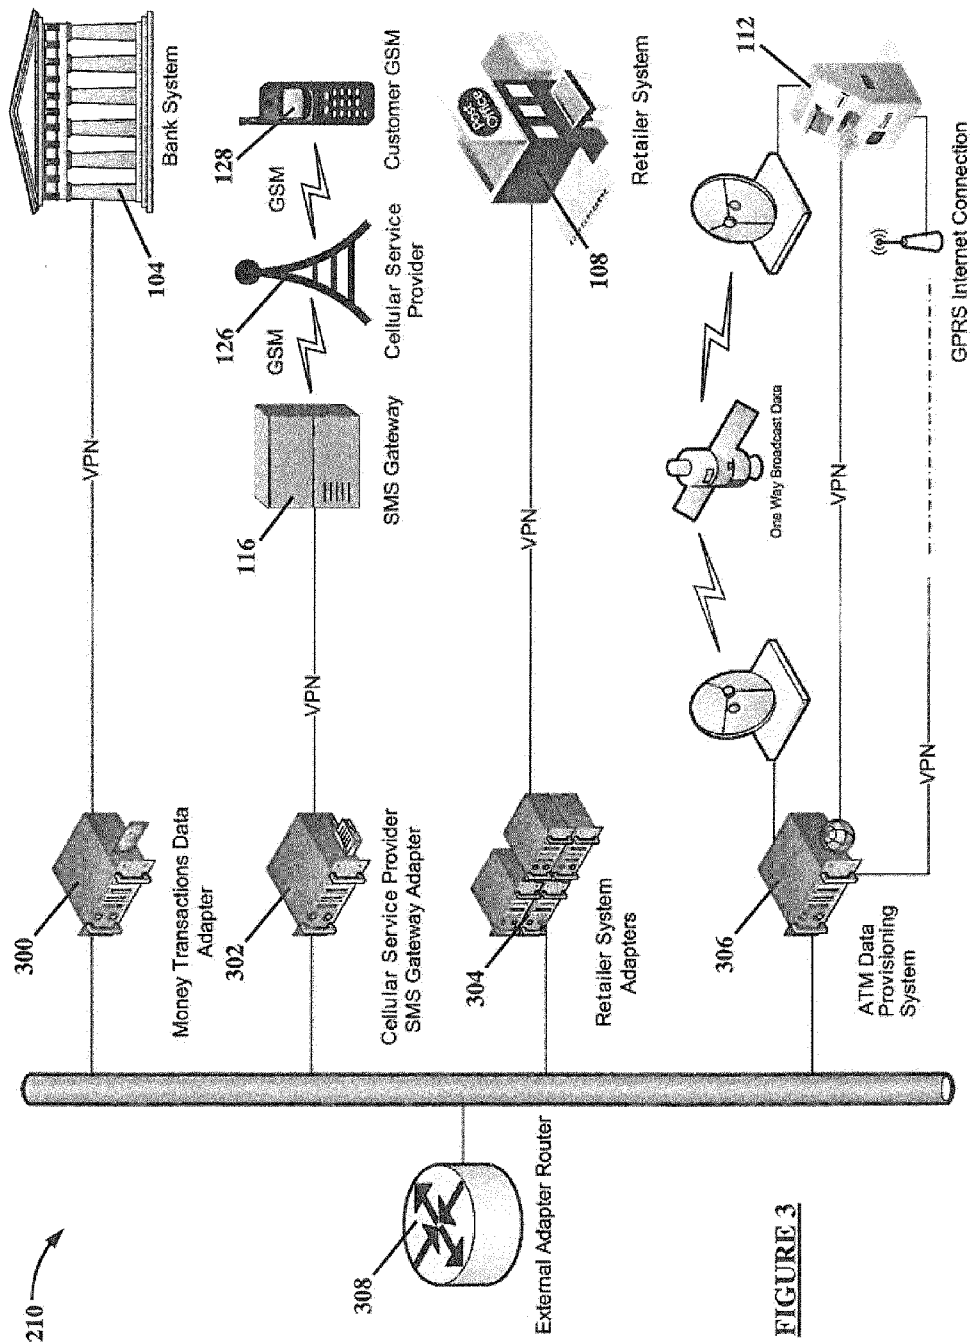 210
308
External Adapter Router
300
Money Transactions Data
Adapter
VPN
104
Bank System
302
Cellular Service Provider
SMS Gateway Adapter
VPN
116
SMS Gateway
GSM
126
Cellular Service
Provider
GSM
128
Customer GSM
304
Retailer System
Adapters
VPN
108
Retailer System
306
ATM Data
Provisioning
System
One Way Broadcast Data
VPN
VPN
112
GPRS Internet Connection
FIGURE 3